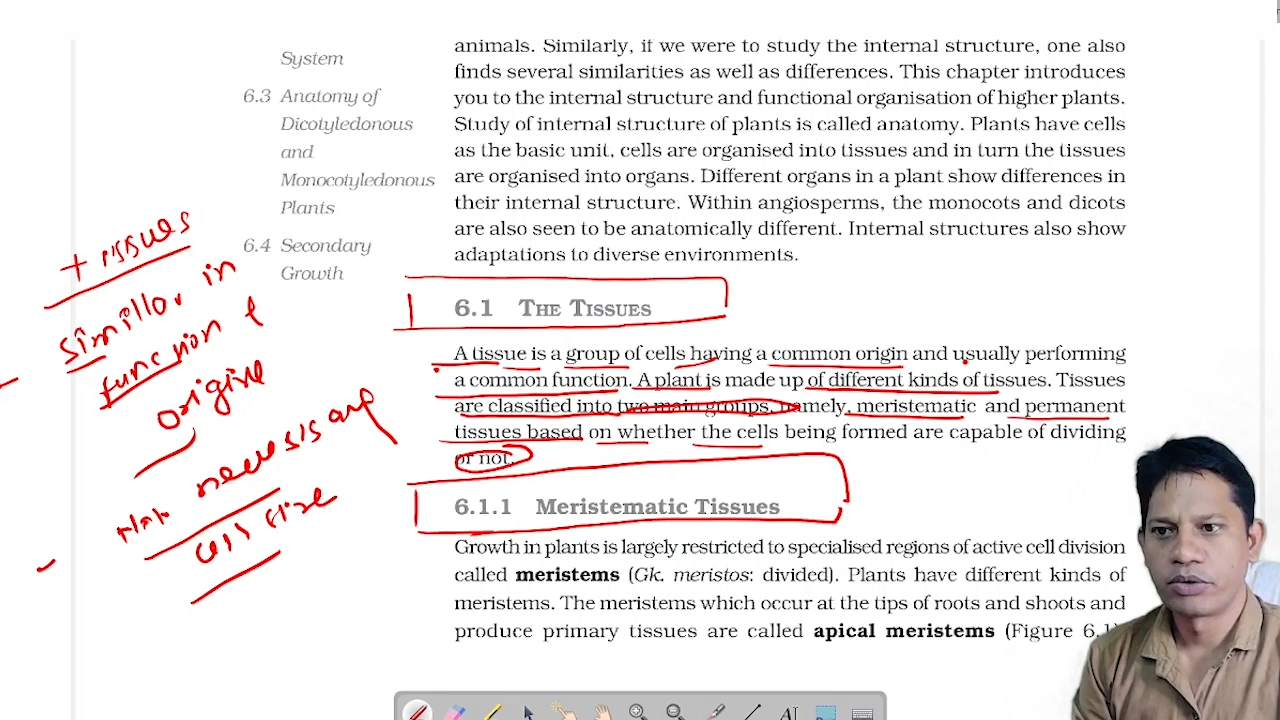 System
6.3 Anatomy of
Dicotyledonous
and
Monocotyledonous
Plants
6.4 Secondary
Growth
animals. Similarly, if we were to study the internal structure, one also
finds several similarities as well as differences. This chapter introduces
you to the internal structure and functional organisation of higher plants.
Study of internal structure of plants is called anatomy. Plants have cells
as the basic unit, cells are organised into tissues and in turn the tissues
are organised into organs. Different organs in a plant show differences in
their internal structure. Within angiosperms, the monocots and dicots
are also seen to be anatomically different. Internal structures also show
adaptations to diverse environments.
6.1 THE TISSUES
A tissue is a group of cells having a common origin and usually performing
a common function. A plant is made up of different kinds of tissues. Tissues
are classified into two main groups, namely, meristematic and permanent
tissues based on whether the cells being formed are capable of dividing
or not.
6.1.1 Meristematic Tissues
Growth in plants is largely restricted to specialised regions of active cell division
called meristems (Gk. meristos: divided). Plants have different kinds of
meristems. The meristems which occur at the tips of roots and shoots and
produce primary tissues are called apical meristems (Figure 6.1)
+ tissues
Simillor in
function &
origine
necessisary
cell size